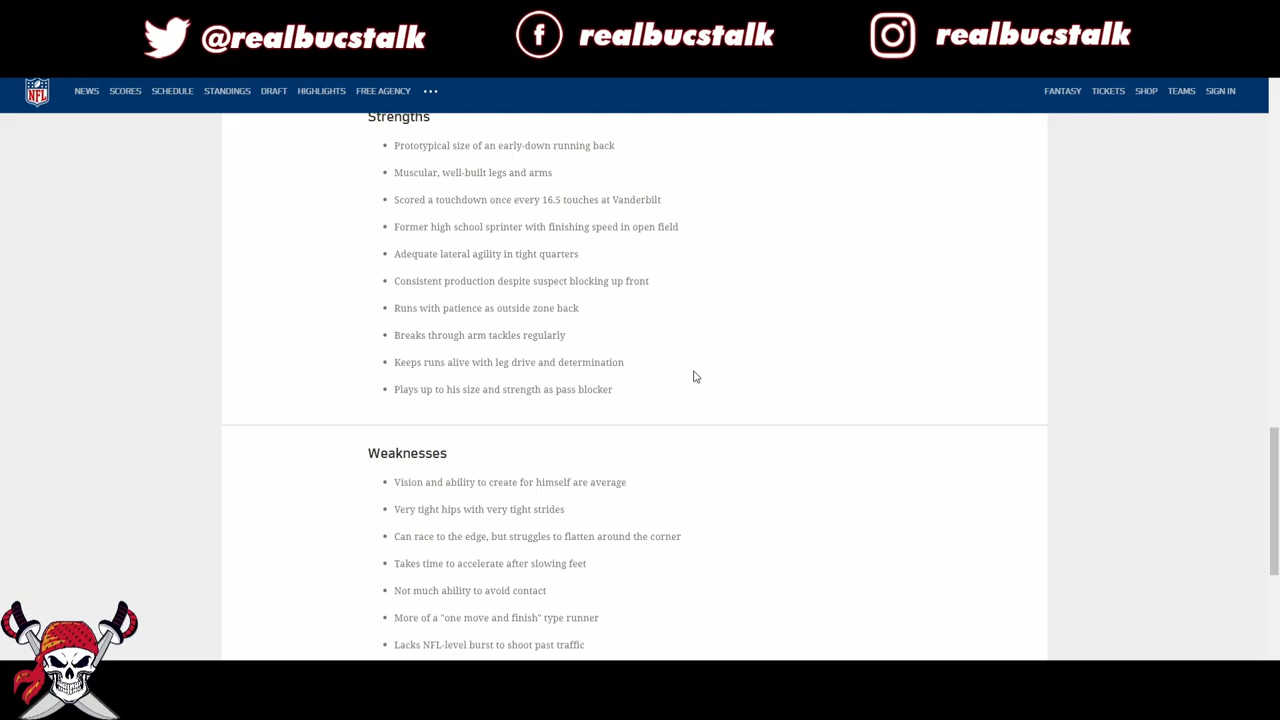 @realbucstalk
realbucstalk
realbucstalk
NFL
NEWS SCORES SCHEDULE STANDINGS DRAFT HIGHLIGHTS FREE AGENCY •••
FANTASY TICKETS SHOP TEAMS SIGN IN
Strengths
• Prototypical size of an early-down running back
• Muscular, well-built legs and arms
• Scored a touchdown once every 16.5 touches at Vanderbilt
• Former high school sprinter with finishing speed in open field
• Adequate lateral agility in tight quarters
• Consistent production despite suspect blocking up front
• Runs with patience as outside zone back
• Breaks through arm tackles regularly
• Keeps runs alive with leg drive and determination
• Plays up to his size and strength as pass blocker
Weaknesses
• Vision and ability to create for himself are average
• Very tight hips with very tight strides
• Can race to the edge, but struggles to flatten around the corner
• Takes time to accelerate after slowing feet
• Not much ability to avoid contact
• More of a "one move and finish" type runner
• Lacks NFL-level burst to shoot past traffic